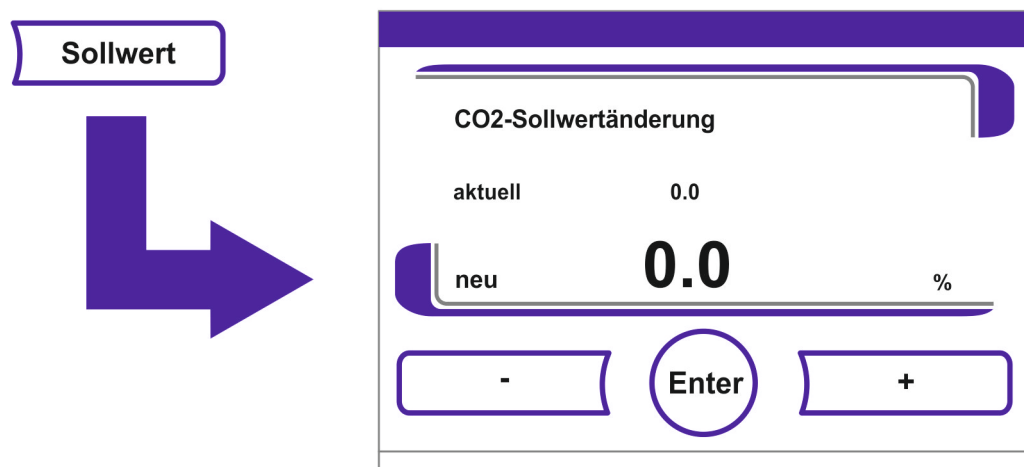 Sollwert
CO2-Sollwertänderung
aktuell 0.0
neu 0.0 %
- Enter +